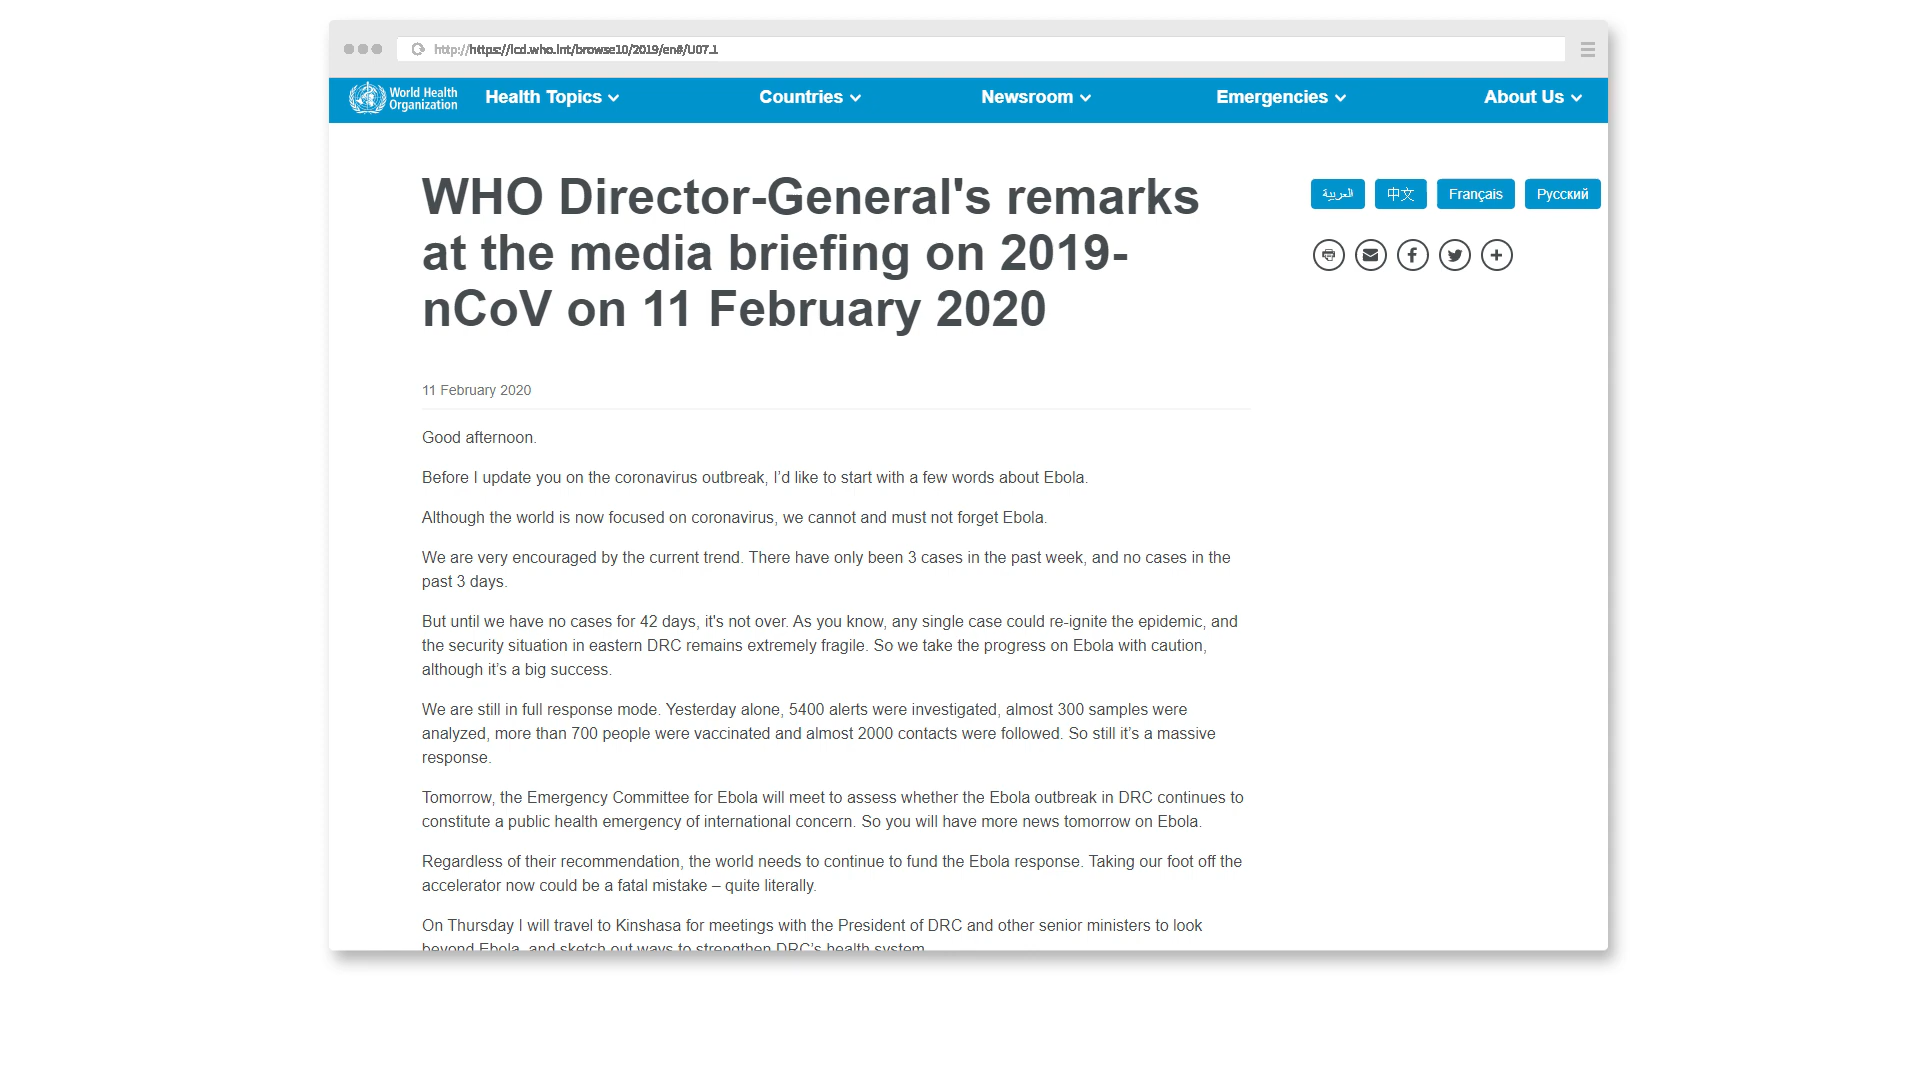 http://https://icd.who.int/browse10/2019/en#/U07.1
World Health
Organization
Health Topics
Countries
Newsroom
Emergencies
About Us
WHO Director-General's remarks
at the media briefing on 2019-
nCoV on 11 February 2020
العربية
中文
Français
Русский
11 February 2020
Good afternoon.
Before I update you on the coronavirus outbreak, I’d like to start with a few words about Ebola.
Although the world is now focused on coronavirus, we cannot and must not forget Ebola.
We are very encouraged by the current trend. There have only been 3 cases in the past week, and no cases in the
past 3 days.
But until we have no cases for 42 days, it's not over. As you know, any single case could re-ignite the epidemic, and
the security situation in eastern DRC remains extremely fragile. So we take the progress on Ebola with caution,
although it’s a big success.
We are still in full response mode. Yesterday alone, 5400 alerts were investigated, almost 300 samples were
analyzed, more than 700 people were vaccinated and almost 2000 contacts were followed. So still it’s a massive
response.
Tomorrow, the Emergency Committee for Ebola will meet to assess whether the Ebola outbreak in DRC continues to
constitute a public health emergency of international concern. So you will have more news tomorrow on Ebola.
Regardless of their recommendation, the world needs to continue to fund the Ebola response. Taking our foot off the
accelerator now could be a fatal mistake – quite literally.
On Thursday I will travel to Kinshasa for meetings with the President of DRC and other senior ministers to look
beyond Ebola, and sketch out ways to strengthen DRC’s health system.